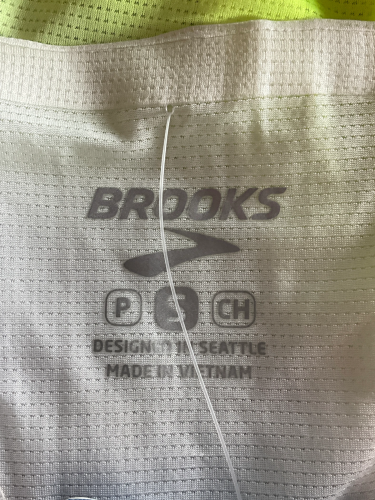 BROOKS
P S CH
DESIGNED IN SEATTLE
MADE IN VIETNAM